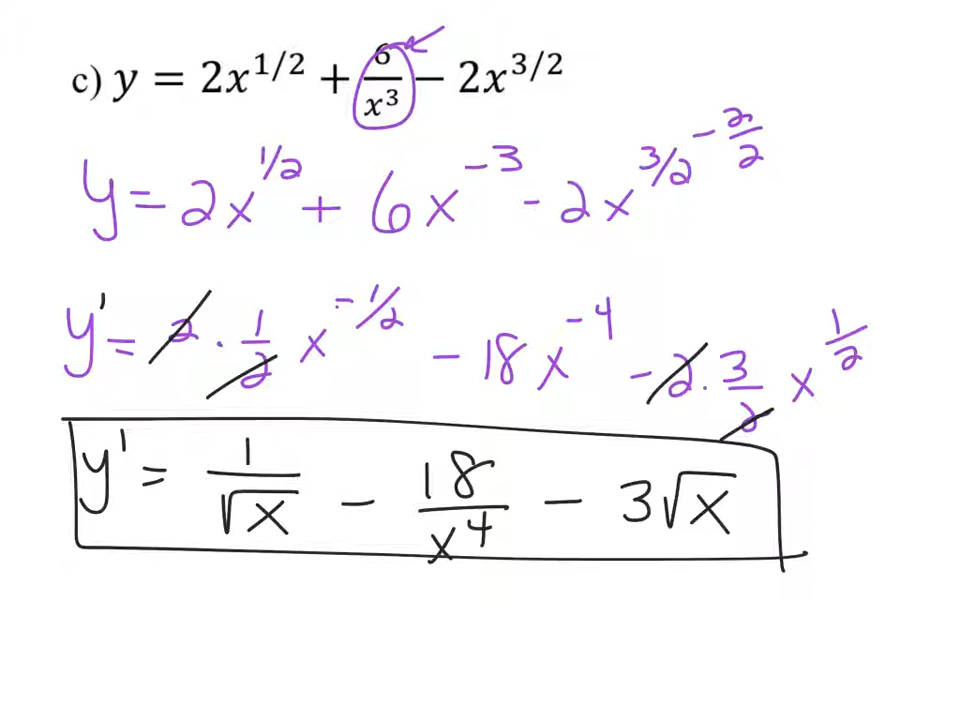 c) y = 2x^{1/2} + 6/x^3 − 2x^{3/2}
y = 2x^{1/2} + 6x^{-3} - 2x^{3/2 - 2/2}
y' = 2 · 1/2 x^{-1/2} - 18x^{-4} - 2 · 3/2 x^{1/2}
y' = 1/√x - 18/x^4 - 3√x